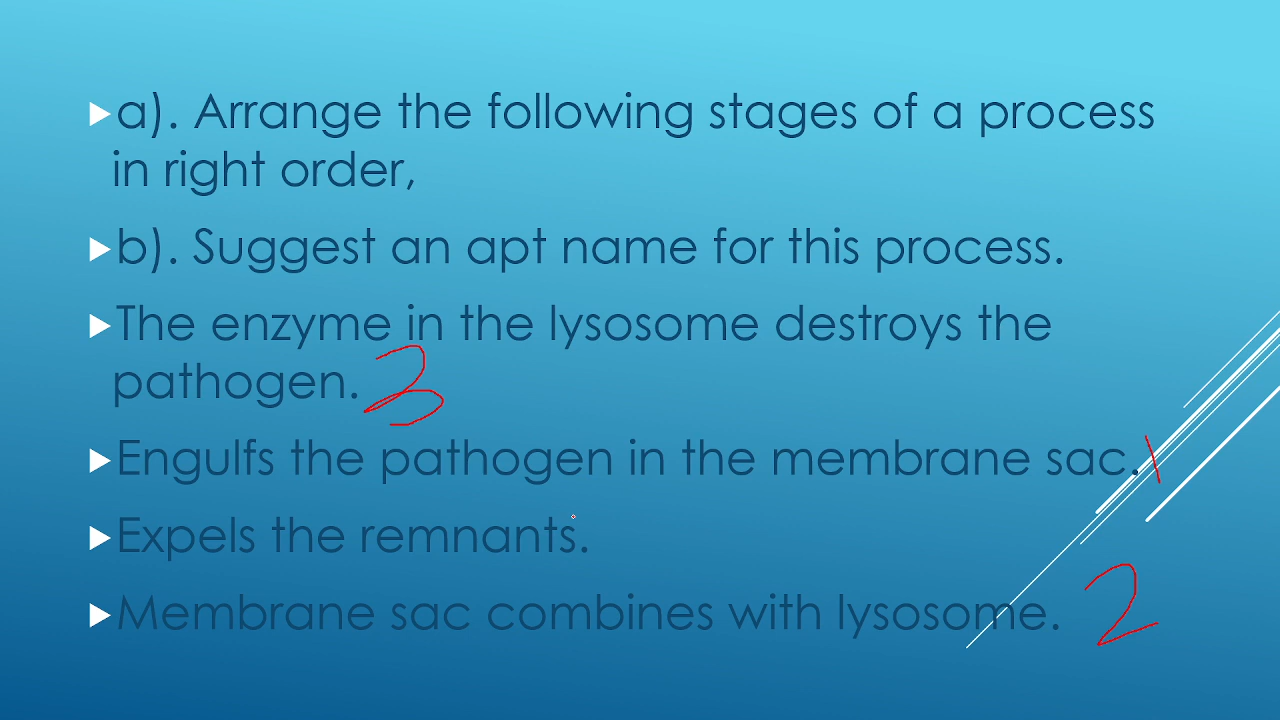 a). Arrange the following stages of a process
in right order,
b). Suggest an apt name for this process.
The enzyme in the lysosome destroys the
pathogen. 3
Engulfs the pathogen in the membrane sac. 1
Expels the remnants.
Membrane sac combines with lysosome. 2